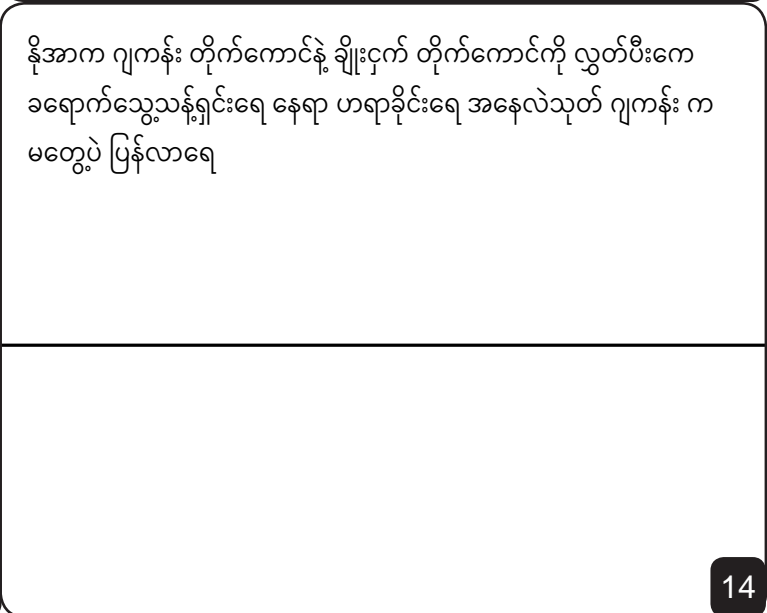 နိုအာက ဂျကန်း တိုက်ကောင်နဲ့ ချိုးငှက် တိုက်ကောင်ကို လွှတ်ပီးကေ
ခရောက်သွေ့သန့်ရှင်းရေ နေရာ ဟရာခိုင်းရေ အနေလဲသုတ် ဂျကန်း က
မတွေ့ပဲ ပြန်လာရေ
14